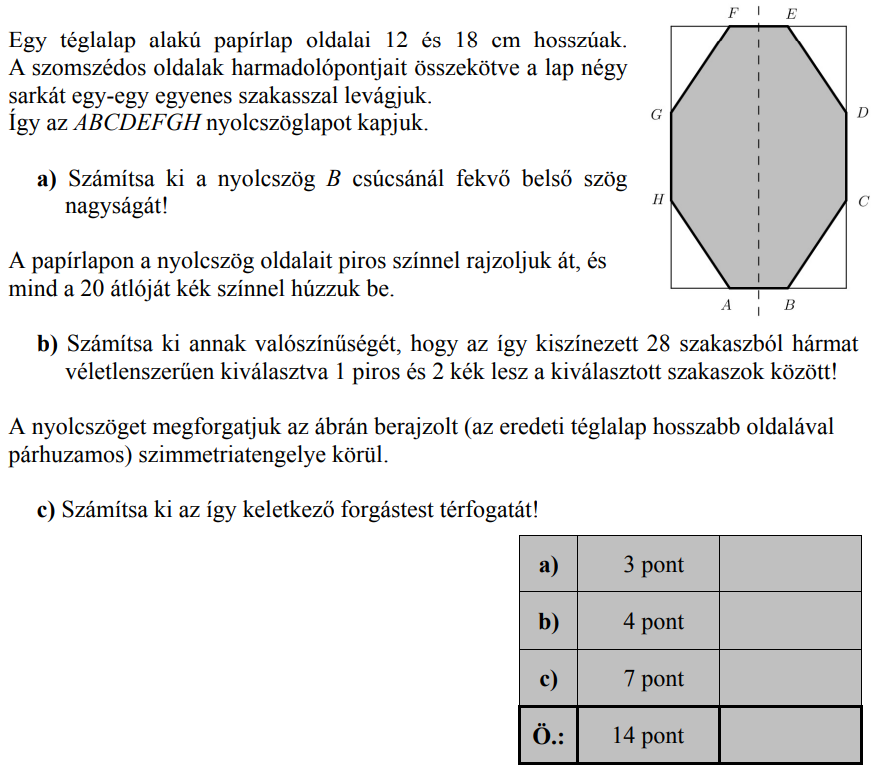 Egy téglalap alakú papírlap oldalai 12 és 18 cm hosszúak.
A szomszédos oldalak harmadolópontjait összekötve a lap négy
sarkát egy-egy egyenes szakasszal levágjuk.
Így az ABCDEFGH nyolcszöglapot kapjuk.
F E
G D
H C
A B
a) Számítsa ki a nyolcszög B csúcsánál fekvő belső szög
nagyságát!
A papírlapon a nyolcszög oldalait piros színnel rajzoljuk át, és
mind a 20 átlóját kék színnel húzzuk be.
b) Számítsa ki annak valószínűségét, hogy az így kiszínezett 28 szakaszból hármat
véletlenszerűen kiválasztva 1 piros és 2 kék lesz a kiválasztott szakaszok között!
A nyolcszöget megforgatjuk az ábrán berajzolt (az eredeti téglalap hosszabb oldalával
párhuzamos) szimmetriatengelye körül.
c) Számítsa ki az így keletkező forgástest térfogatát!
a) 3 pont
b) 4 pont
c) 7 pont
Ö.: 14 pont